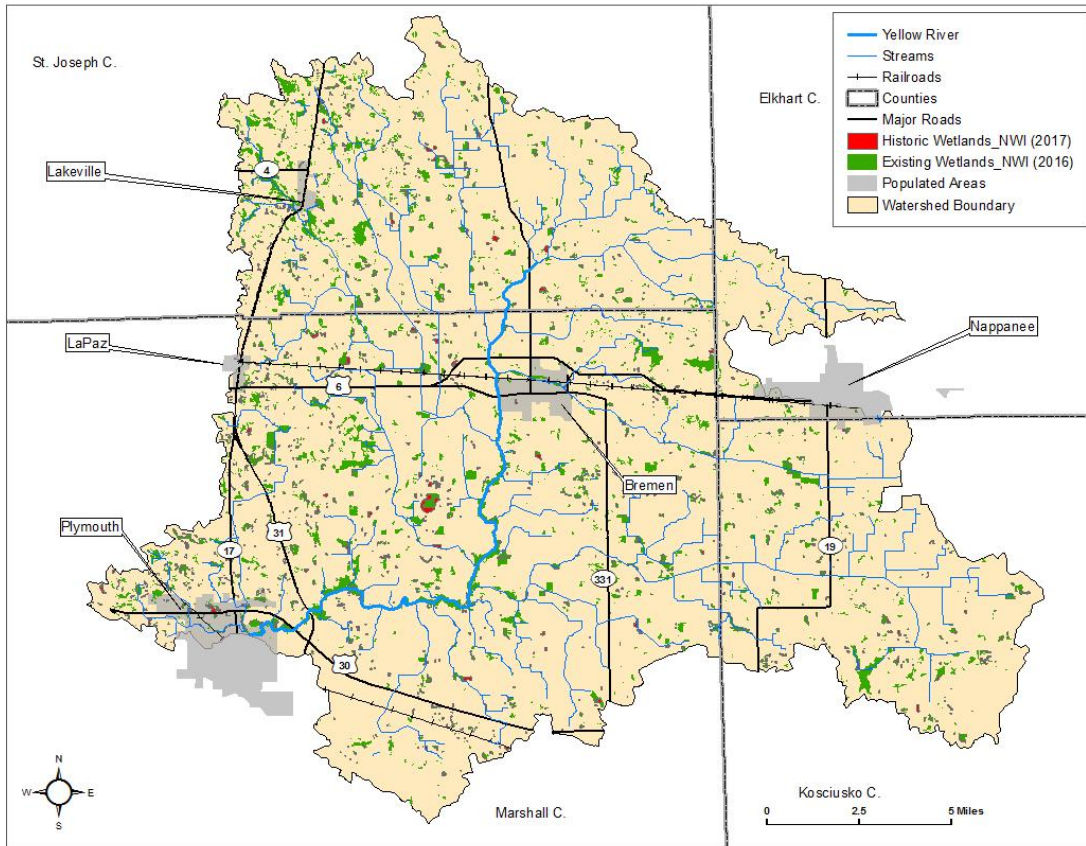 St. Joseph C.
Elkhart C.
Yellow River
Streams
Railroads
Counties
Major Roads
Historic Wetlands_NWI (2017)
Existing Wetlands_NWI (2016)
Populated Areas
Watershed Boundary
Lakeville
4
LaPaz
Nappanee
6
Bremen
Plymouth
31
17
19
331
30
N
W E
S
Marshall C.
Kosciusko C.
0 2.5 5 Miles